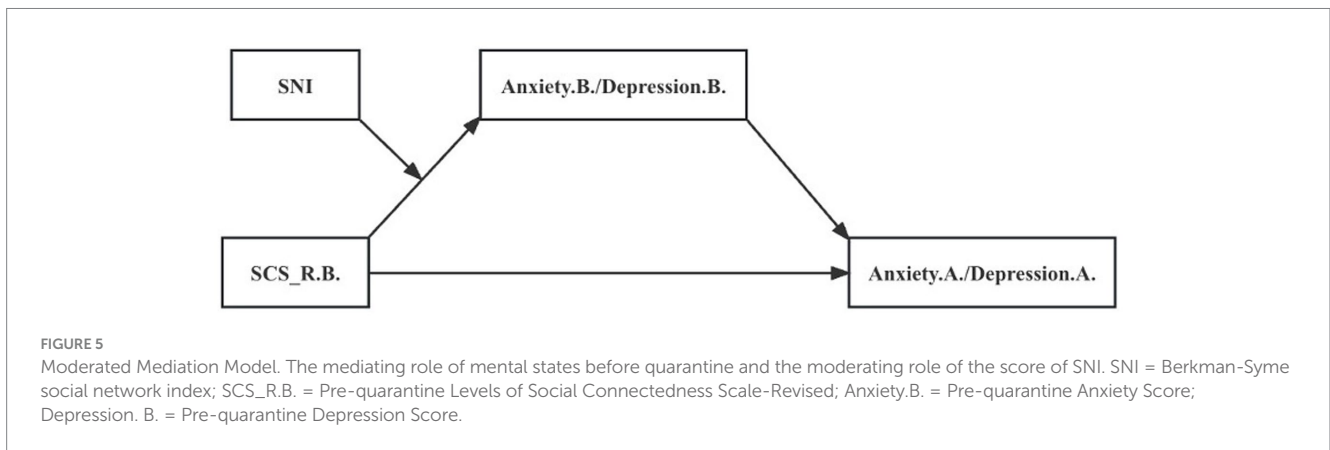 SNI
Anxiety.B./Depression.B.
SCS_R.B.
Anxiety.A./Depression.A.
FIGURE 5
Moderated Mediation Model. The mediating role of mental states before quarantine and the moderating role of the score of SNI. SNI = Berkman-Syme
social network index; SCS_R.B. = Pre-quarantine Levels of Social Connectedness Scale-Revised; Anxiety.B. = Pre-quarantine Anxiety Score;
Depression. B. = Pre-quarantine Depression Score.